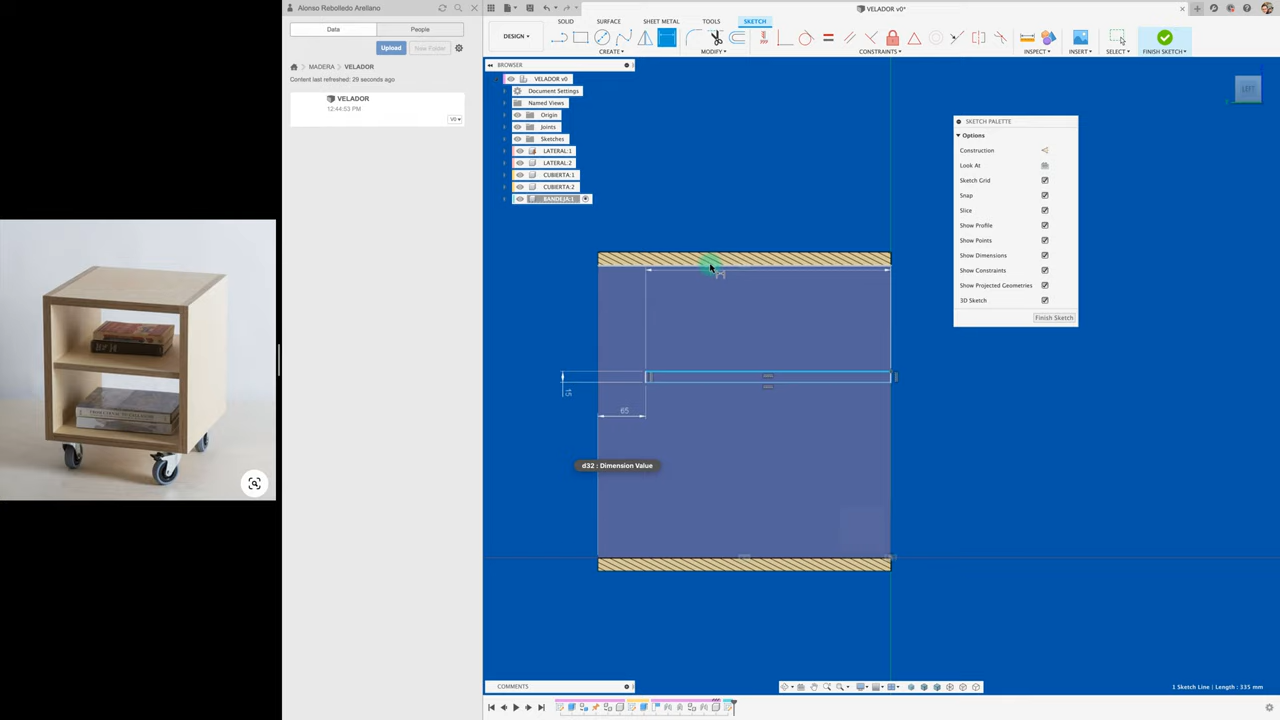 Alonso Rebolledo Arellano
VELADOR v0*
Data
People
Upload
New Folder
MADERA > VELADOR
Content last refreshed: 29 seconds ago
VELADOR
12:44:53 PM
V0
DESIGN
SOLID
SURFACE
SHEET METAL
TOOLS
SKETCH
CREATE
MODIFY
CONSTRAINTS
INSPECT
INSERT
SELECT
FINISH SKETCH
BROWSER
VELADOR v0
Document Settings
Named Views
Origin
Joints
Sketches
LATERAL:1
LATERAL:2
CUBIERTA:1
CUBIERTA:2
BANDEJA:1
LEFT
SKETCH PALETTE
Options
Construction
Look At
Sketch Grid
Snap
Slice
Show Profile
Show Points
Show Dimensions
Show Constraints
Show Projected Geometries
3D Sketch
Finish Sketch
15
65
d32 : Dimension Value
COMMENTS
1 Sketch Line | Length : 335 mm